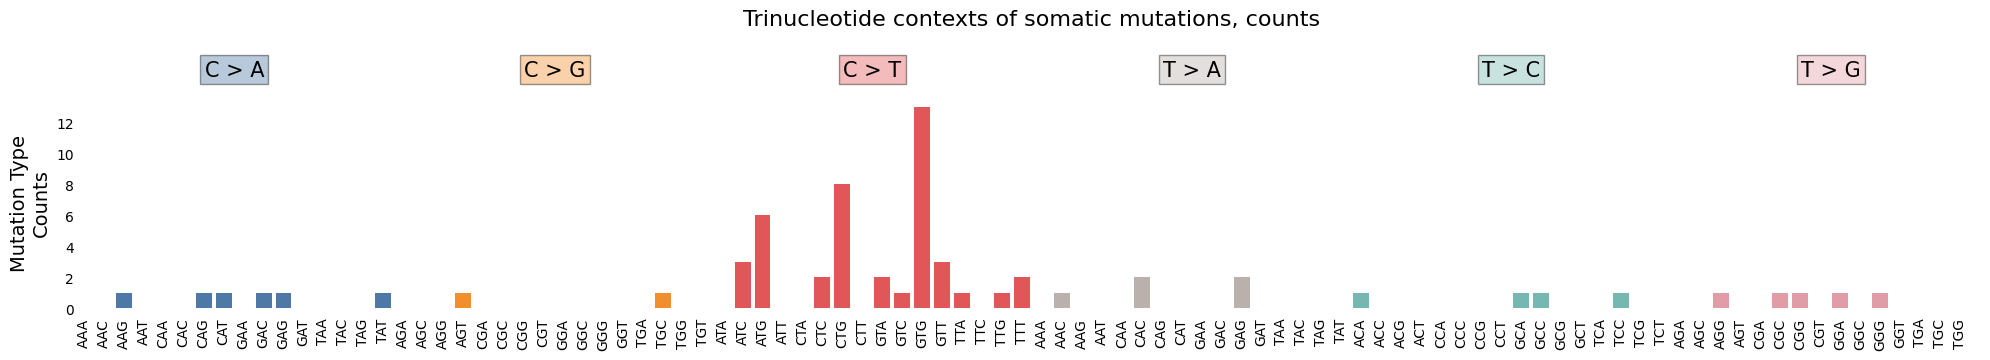 Trinucleotide contexts of somatic mutations, counts
C > A
C > G
C > T
T > A
T > C
T > G
Mutation Type
Counts
12
10
8
6
4
2
0
AAA
AAC
AAG
AAT
CAA
CAC
CAG
CAT
GAA
GAC
GAG
GAT
TAA
TAC
TAG
TAT
AGA
AGC
AGG
AGT
CGA
CGC
CGG
CGT
GGA
GGC
GGG
GGT
TGA
TGC
TGG
TGT
ATA
ATC
ATG
ATT
CTA
CTC
CTG
CTT
GTA
GTC
GTG
GTT
TTA
TTC
TTG
TTT
AAA
AAC
AAG
AAT
CAA
CAC
CAG
CAT
GAA
GAC
GAG
GAT
TAA
TAC
TAG
TAT
ACA
ACC
ACG
ACT
CCA
CCC
CCG
CCT
GCA
GCC
GCG
GCT
TCA
TCC
TCG
TCT
AGA
AGC
AGG
AGT
CGA
CGC
CGG
CGT
GGA
GGC
GGG
GGT
TGA
TGC
TGG